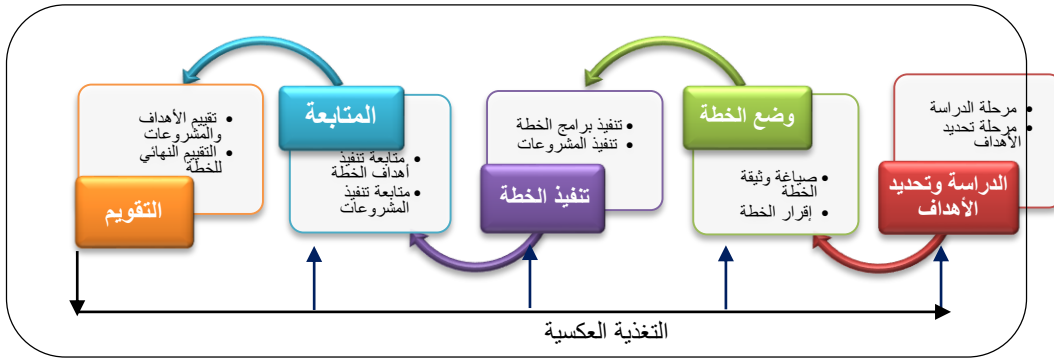 مرحلة الدراسة
مرحلة تحديد
الأهداف
الدراسة وتحديد
الأهداف
وضع الخطة
صياغة وثيقة
الخطة
إقرار الخطة
تنفيذ برامج الخطة
تنفيذ المشروعات
تنفيذ الخطة
المتابعة
متابعة تنفيذ
أهداف الخطة
متابعة تنفيذ
المشروعات
تقييم الأهداف
والمشروعات
التقييم النهائي
للخطة
التقويم
التغذية العكسية